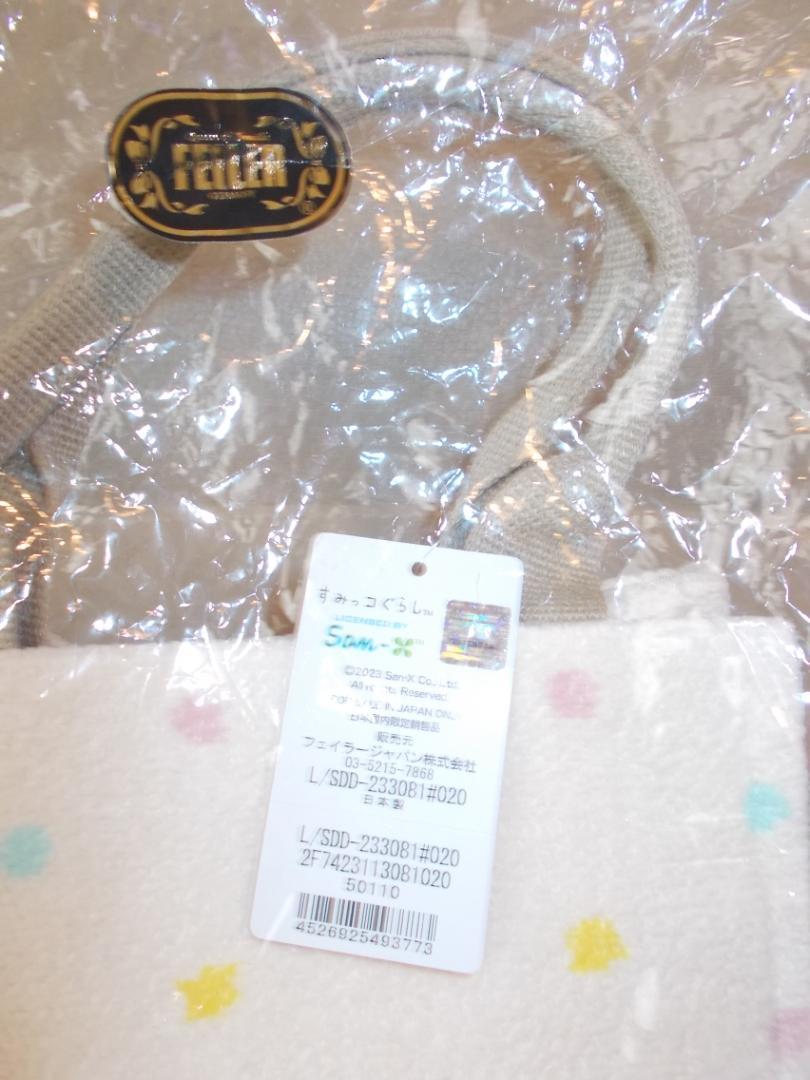 FEILER
すみっコぐらし™
LICENSED BY
San-X™
©2023 San-X Co., Ltd.
All Rights Reserved.
FOR SALE IN JAPAN ONLY
日本国内限定販売品
販売元
フェイラージャパン株式会社
03-5215-7868
L/SDD-233081#020
日本製
L/SDD-233081#020
2F7423113081020
50110
4526925493773